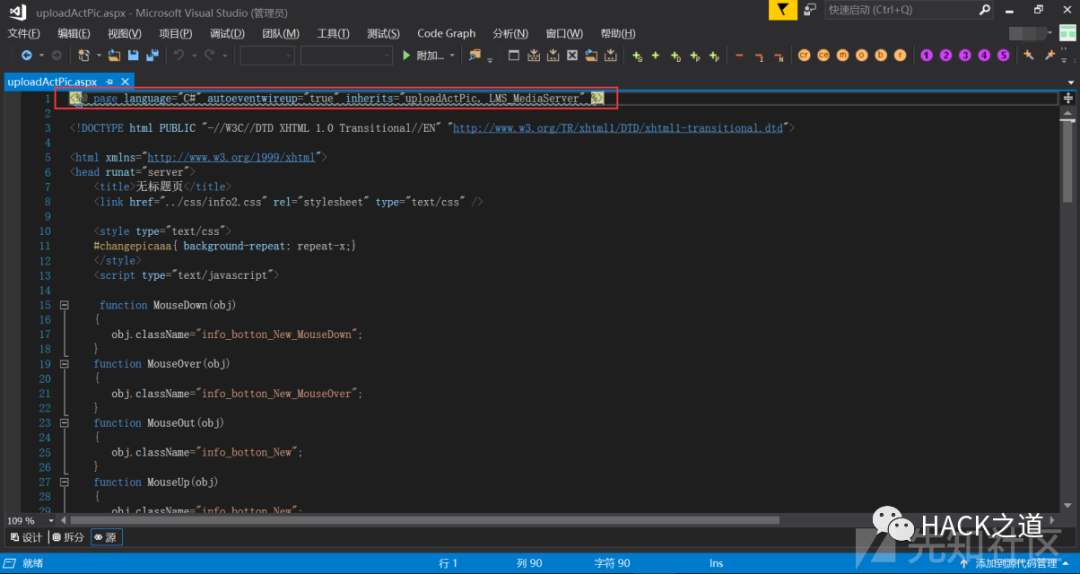 uploadActPic.aspx - Microsoft Visual Studio (管理员)
快速启动 (Ctrl+Q)
文件(F) 编辑(E) 视图(V) 项目(P) 调试(D) 团队(M) 工具(T) 测试(S) Code Graph 分析(N) 窗口(W) 帮助(H)
附加...
uploadActPic.aspx
1 <%@ page language="C#" autoeventwireup="true" inherits="uploadActPic, LMS_MediaServer" %>
2
3 <!DOCTYPE html PUBLIC "-//W3C//DTD XHTML 1.0 Transitional//EN" "http://www.w3.org/TR/xhtml1/DTD/xhtml1-transitional.dtd">
4
5 <html xmlns="http://www.w3.org/1999/xhtml">
6 <head runat="server">
7 <title>无标题页</title>
8 <link href="../css/info2.css" rel="stylesheet" type="text/css" />
9
10 <style type="text/css">
11 #changepicaaa{ background-repeat: repeat-x;}
12 </style>
13 <script type="text/javascript">
14
15 function MouseDown(obj)
16 {
17 obj.className="info_botton_New_MouseDown";
18 }
19 function MouseOver(obj)
20 {
21 obj.className="info_botton_New_MouseOver";
22 }
23 function MouseOut(obj)
24 {
25 obj.className="info_botton_New";
26 }
27 function MouseUp(obj)
28 {
29 obj.className="info_botton_New";
109 %
HACK之道
先知社区
设计 拆分 源
就绪 行 1 列 90 字符 90 Ins 添加到源代码管理